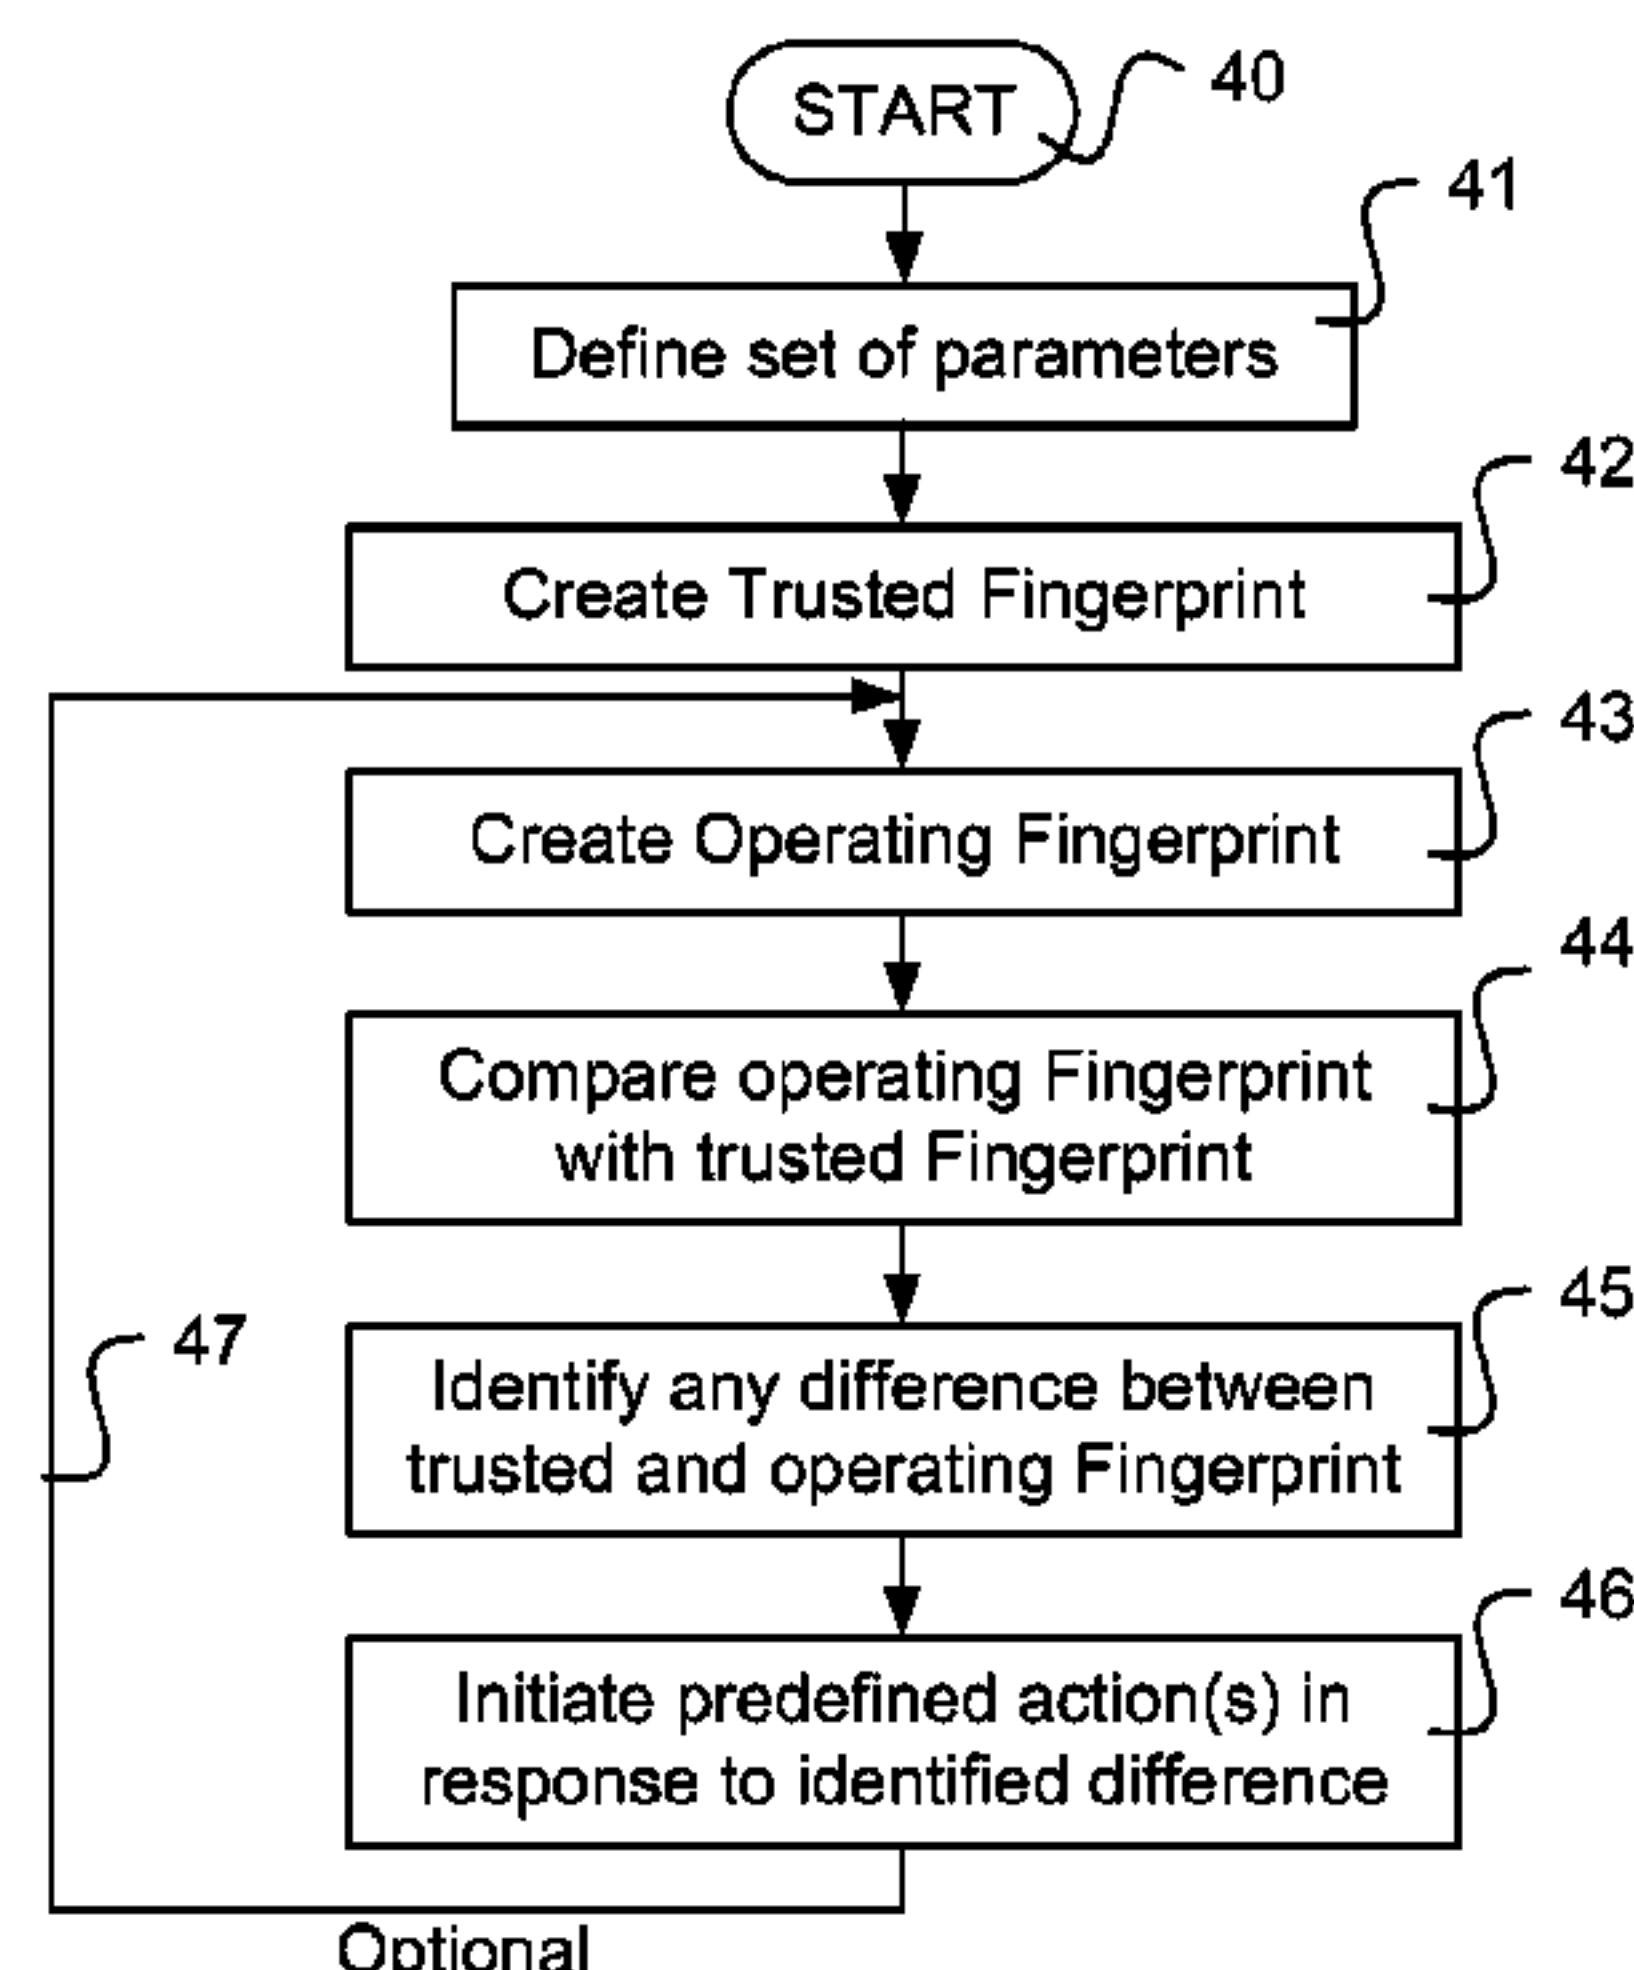 START
40
41
Define set of parameters
42
Create Trusted Fingerprint
43
Create Operating Fingerprint
44
Compare operating Fingerprint
with trusted Fingerprint
45
Identify any difference between
trusted and operating Fingerprint
47
46
Initiate predefined action(s) in
response to identified difference
Optional